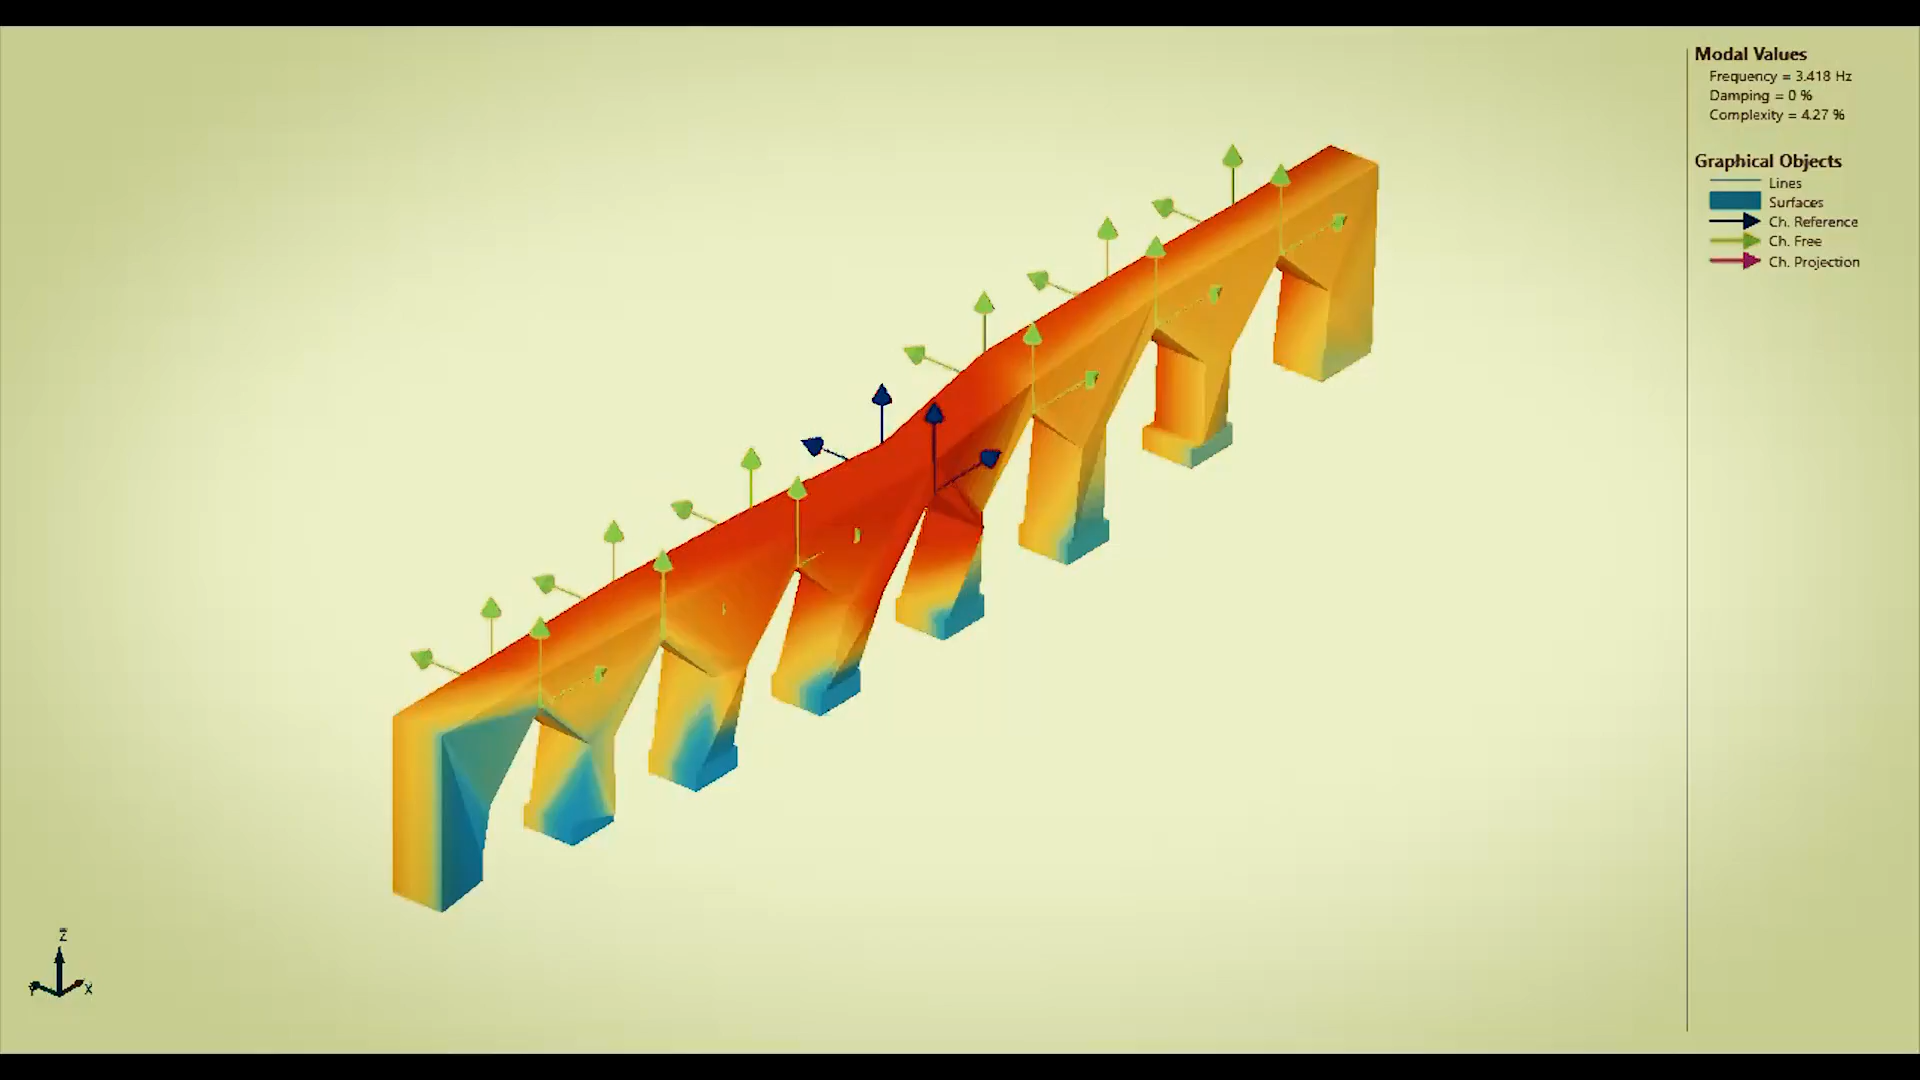 Modal Values
Frequency = 3.418 Hz
Damping = 0 %
Complexity = 4.27 %
Graphical Objects
Lines
Surfaces
Ch. Reference
Ch. Free
Ch. Projection
Z
Y
X